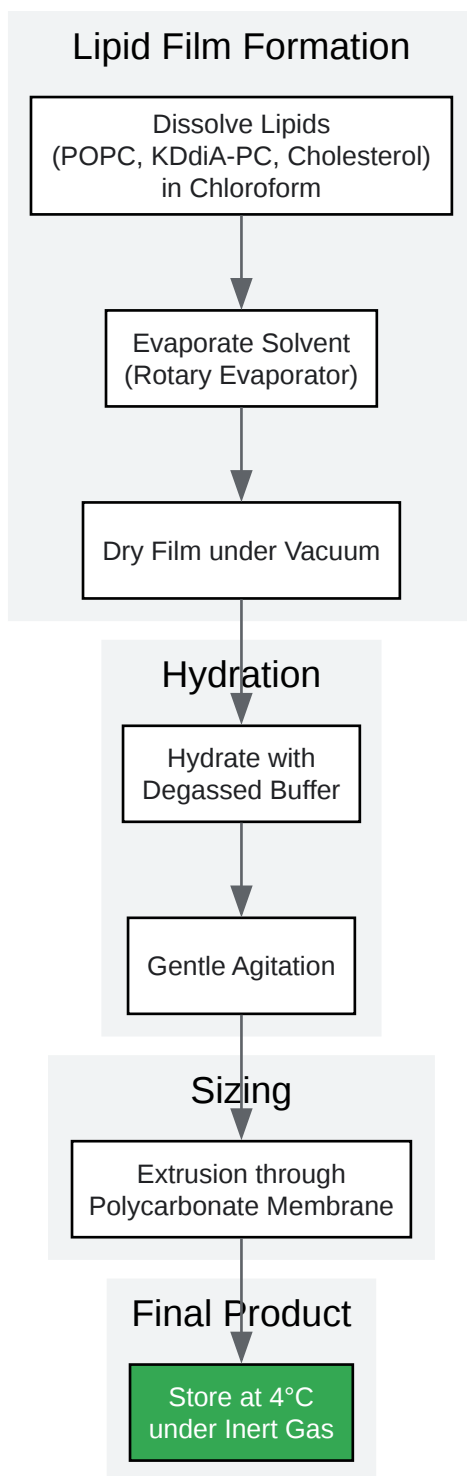 Lipid Film Formation
Dissolve Lipids
(POPC, KDdiA-PC, Cholesterol)
in Chloroform
Evaporate Solvent
(Rotary Evaporator)
Dry Film under Vacuum
Hydration
Hydrate with
Degassed Buffer
Gentle Agitation
Sizing
Extrusion through
Polycarbonate Membrane
Final Product
Store at 4°C
under Inert Gas